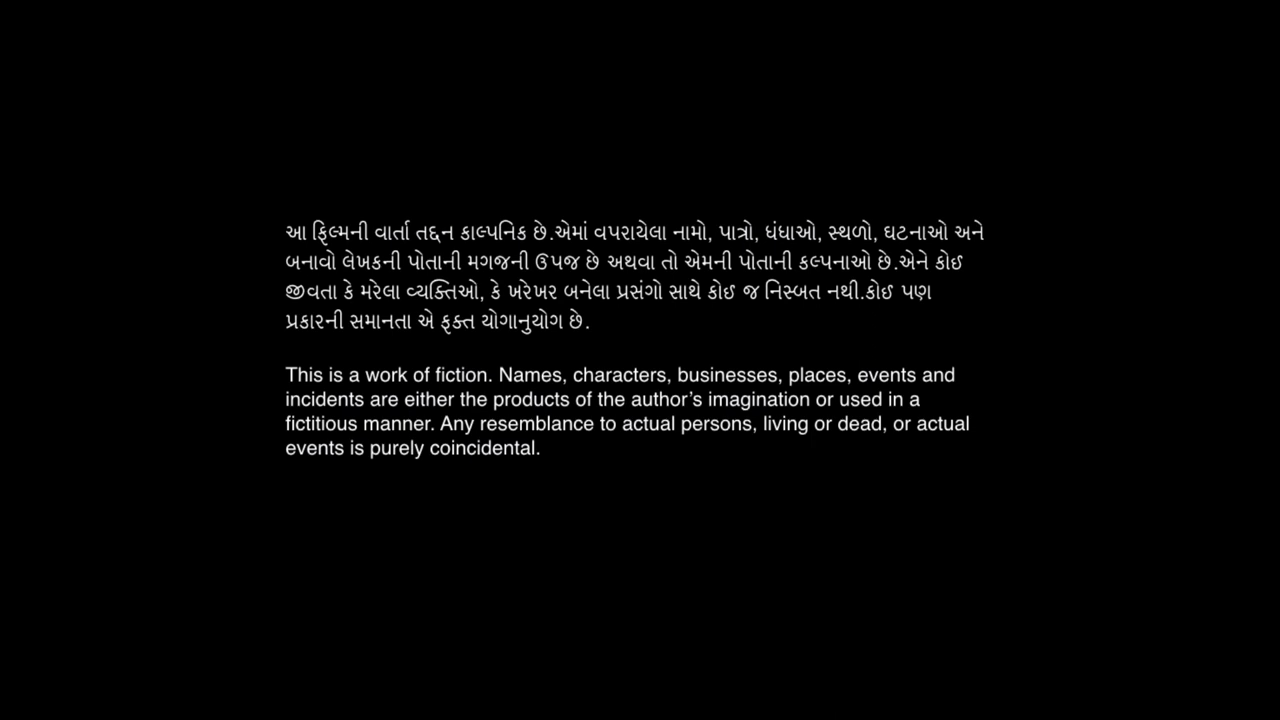 આ ફિલ્મની વાર્તા તદ્દન કાલ્પનિક છે.એમાં વપરાયેલા નામો, પાત્રો, ધંધાઓ, સ્થળો, ઘટનાઓ અને
બનાવો લેખકની પોતાની મગજની ઉપજ છે અથવા તો એમની પોતાની કલ્પનાઓ છે.એને કોઈ
જીવતા કે મરેલા વ્યક્તિઓ, કે ખરેખર બનેલા પ્રસંગો સાથે કોઈ જ નિસ્બત નથી.કોઈ પણ
પ્રકારની સમાનતા એ ફક્ત યોગાનુયોગ છે.
This is a work of fiction. Names, characters, businesses, places, events and
incidents are either the products of the author’s imagination or used in a
fictitious manner. Any resemblance to actual persons, living or dead, or actual
events is purely coincidental.